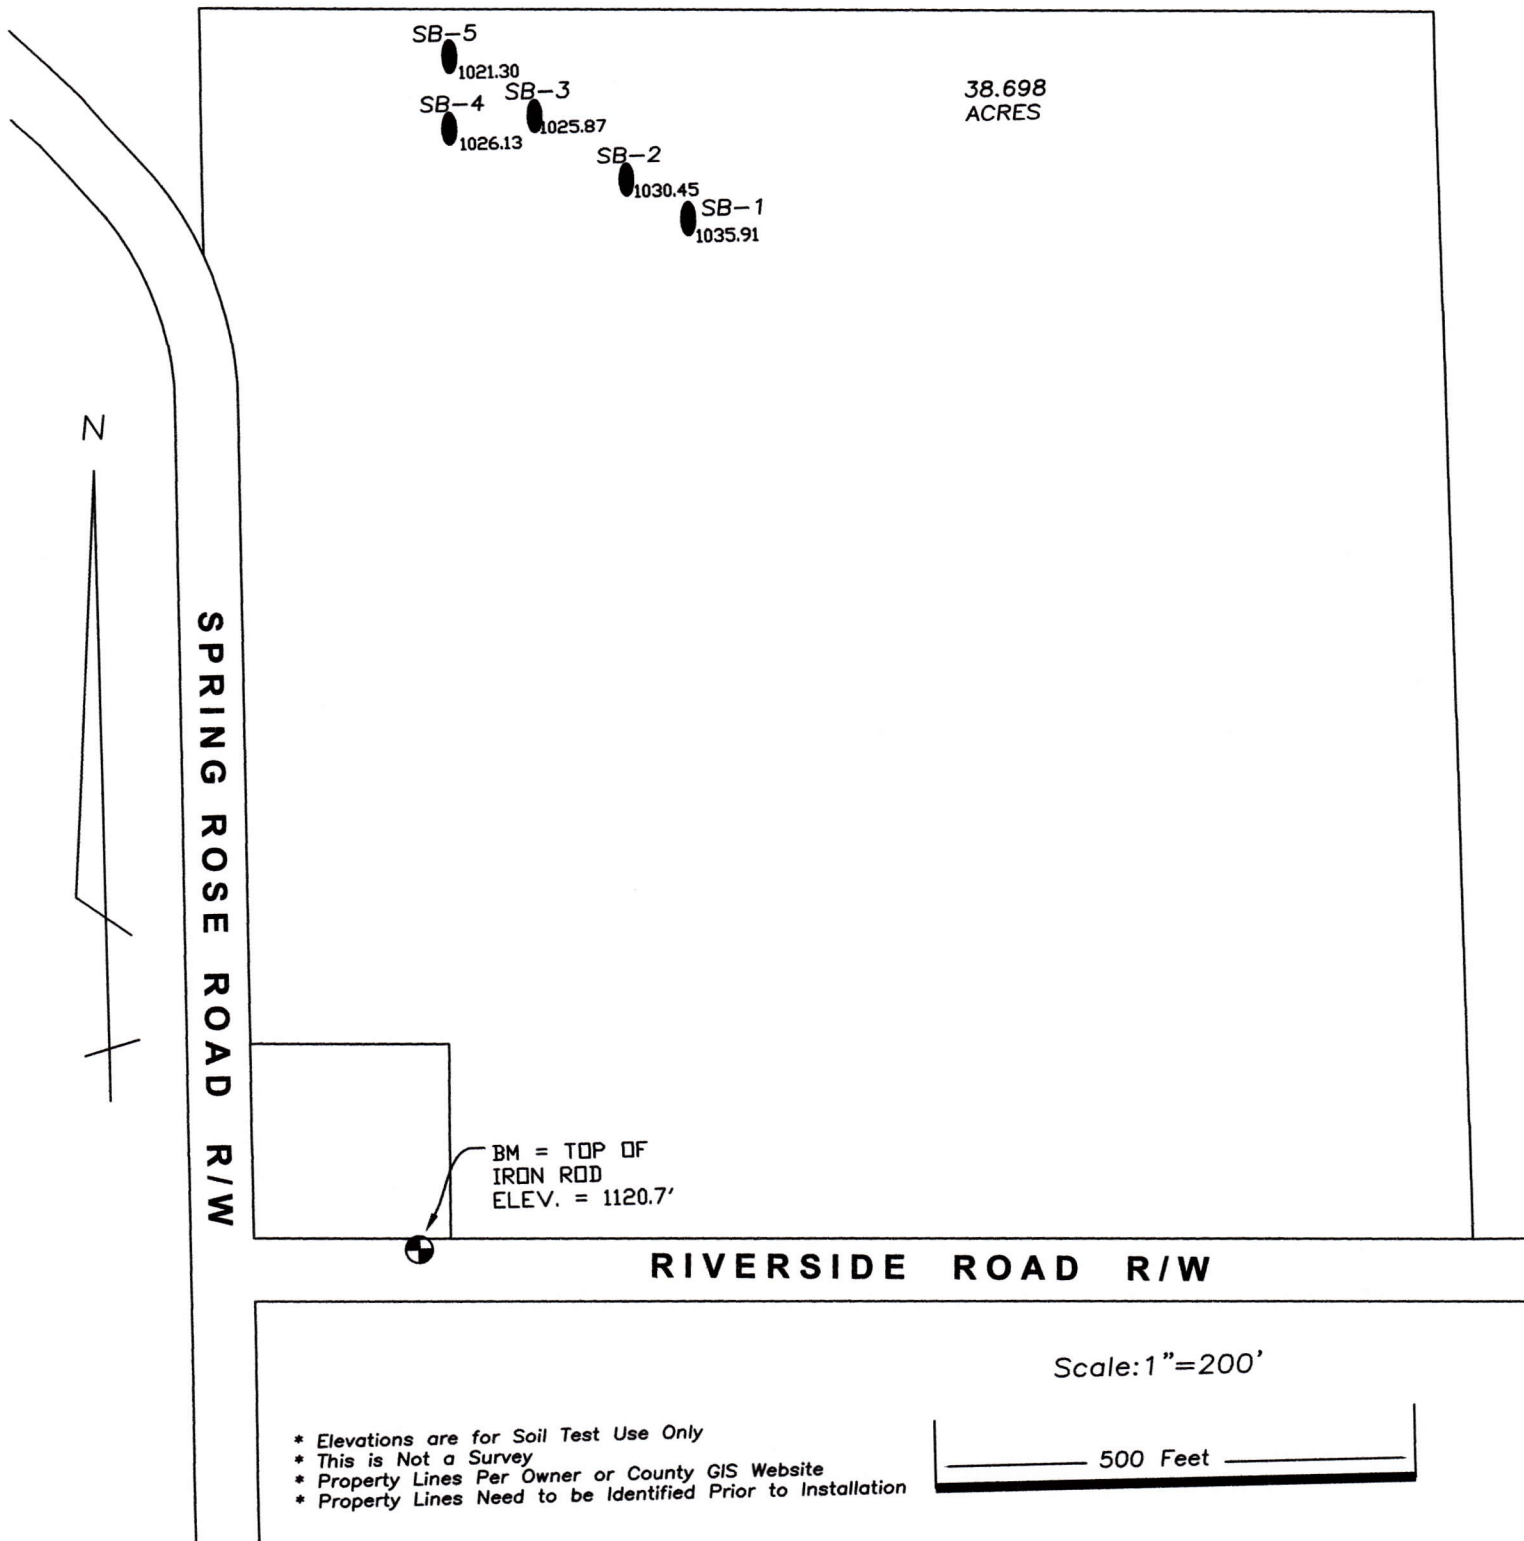 SB-5
1021.30
SB-3
1025.87
SB-4
1026.13
38.698
ACRES
SB-2
1030.45
SB-1
1035.91
N
SPRING ROSE ROAD R/W
BM = TOP OF
IRON ROD
ELEV. = 1120.7'
RIVERSIDE ROAD R/W
Scale:1"=200'
500 Feet
* Elevations are for Soil Test Use Only
* This is Not a Survey
* Property Lines Per Owner or County GIS Website
* Property Lines Need to be Identified Prior to Installation